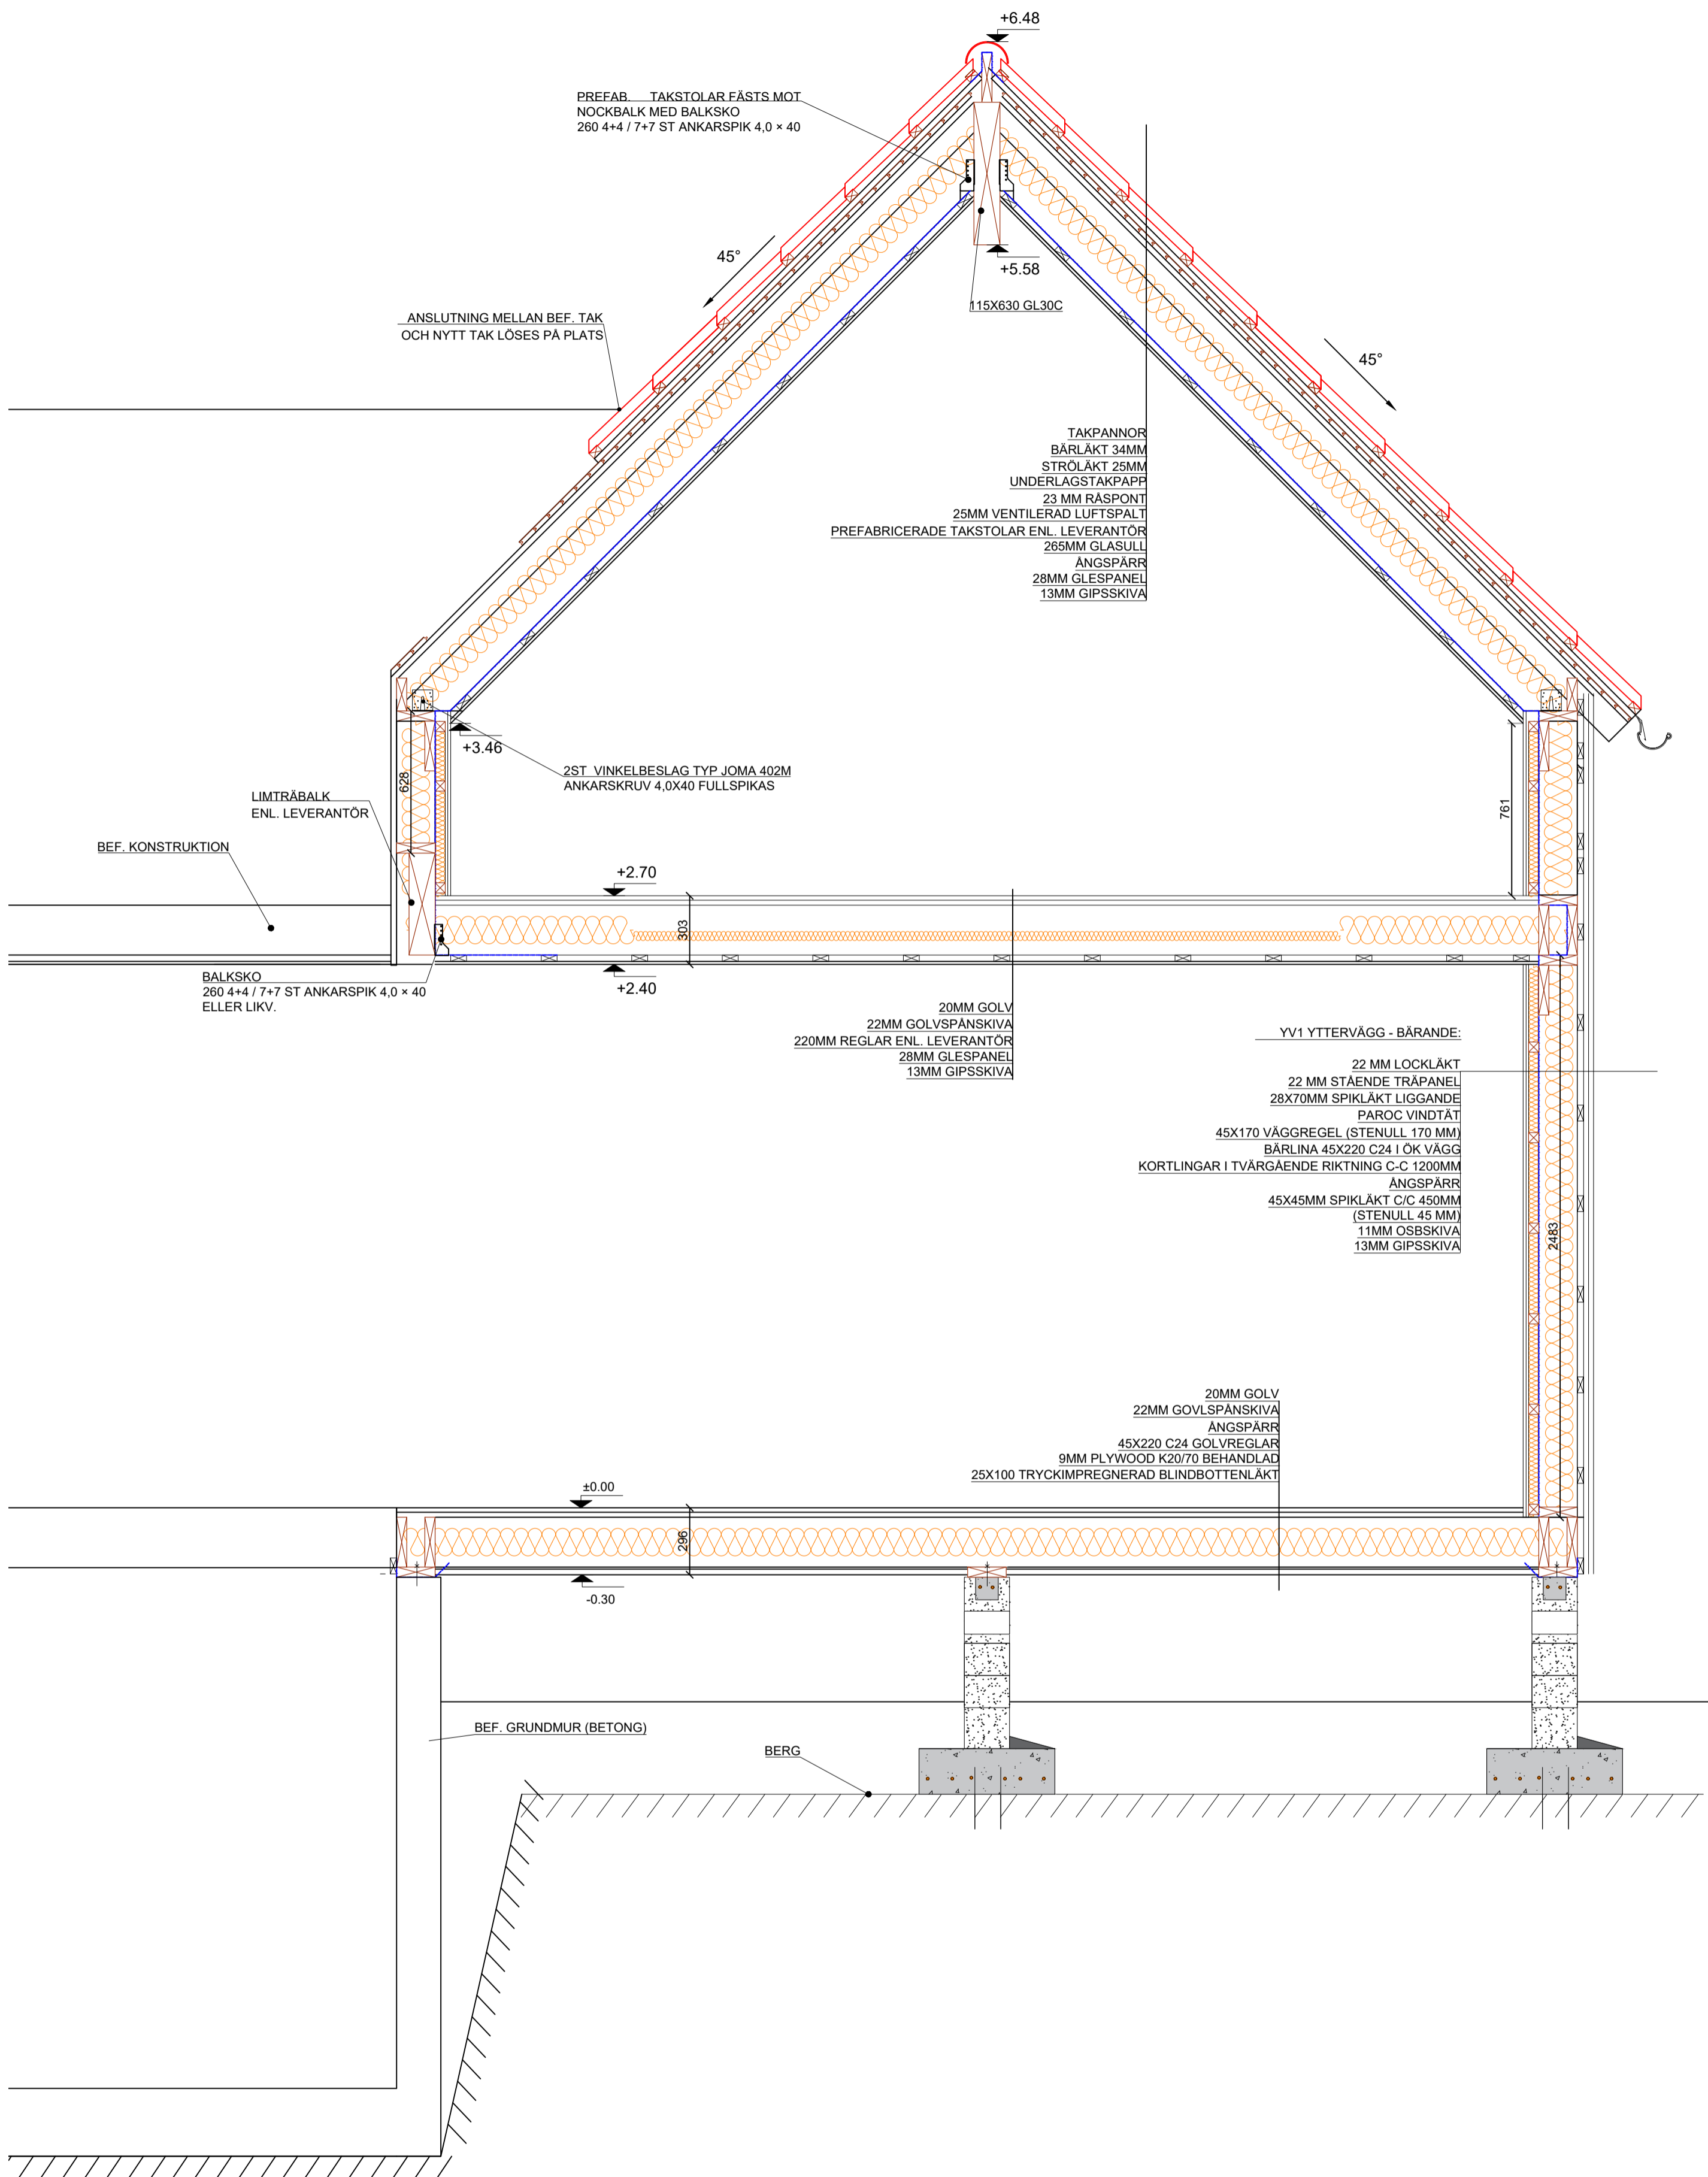 +6.48
PREFAB. TAKSTOLAR FÄSTS MOT
NOCKBALK MED BALKSKO
260 4+4 / 7+7 ST ANKARSPIK 4,0 × 40
45°
+5.58
115X630 GL30C
ANSLUTNING MELLAN BEF. TAK
OCH NYTT TAK LÖSES PÅ PLATS
45°
TAKPANNOR
BÄRLÄKT 34MM
STRÖLÄKT 25MM
UNDERLAGSTAKPAPP
23 MM RÅSPONT
25MM VENTILERAD LUFTSPALT
PREFABRICERADE TAKSTOLAR ENL. LEVERANTÖR
265MM GLASULL
ÅNGSPÄRR
28MM GLESPANEL
13MM GIPSSKIVA
+3.46
628
2ST VINKELBESLAG TYP JOMA 402M
ANKARSKRUV 4,0X40 FULLSPIKAS
761
LIMTRÄBALK
ENL. LEVERANTÖR
BEF. KONSTRUKTION
+2.70
303
+2.40
BALKSKO
260 4+4 / 7+7 ST ANKARSPIK 4,0 × 40
ELLER LIKV.
20MM GOLV
22MM GOLVSPÅNSKIVA
220MM REGLAR ENL. LEVERANTÖR
28MM GLESPANEL
13MM GIPSSKIVA
YV1 YTTERVÄGG - BÄRANDE:
22 MM LOCKLÄKT
22 MM STÅENDE TRÄPANEL
28X70MM SPIKLÄKT LIGGANDE
PAROC VINDTÄT
45X170 VÄGGREGEL (STENULL 170 MM)
BÄRLINA 45X220 C24 I ÖK VÄGG
KORTLINGAR I TVÄRGÅENDE RIKTNING C-C 1200MM
ÅNGSPÄRR
45X45MM SPIKLÄKT C/C 450MM
(STENULL 45 MM)
11MM OSBSKIVA
13MM GIPSSKIVA
2483
20MM GOLV
22MM GOVLSPÅNSKIVA
ÅNGSPÄRR
45X220 C24 GOLVREGLAR
9MM PLYWOOD K20/70 BEHANDLAD
25X100 TRYCKIMPREGNERAD BLINDBOTTENLÄKT
±0.00
296
-0.30
BEF. GRUNDMUR (BETONG)
BERG